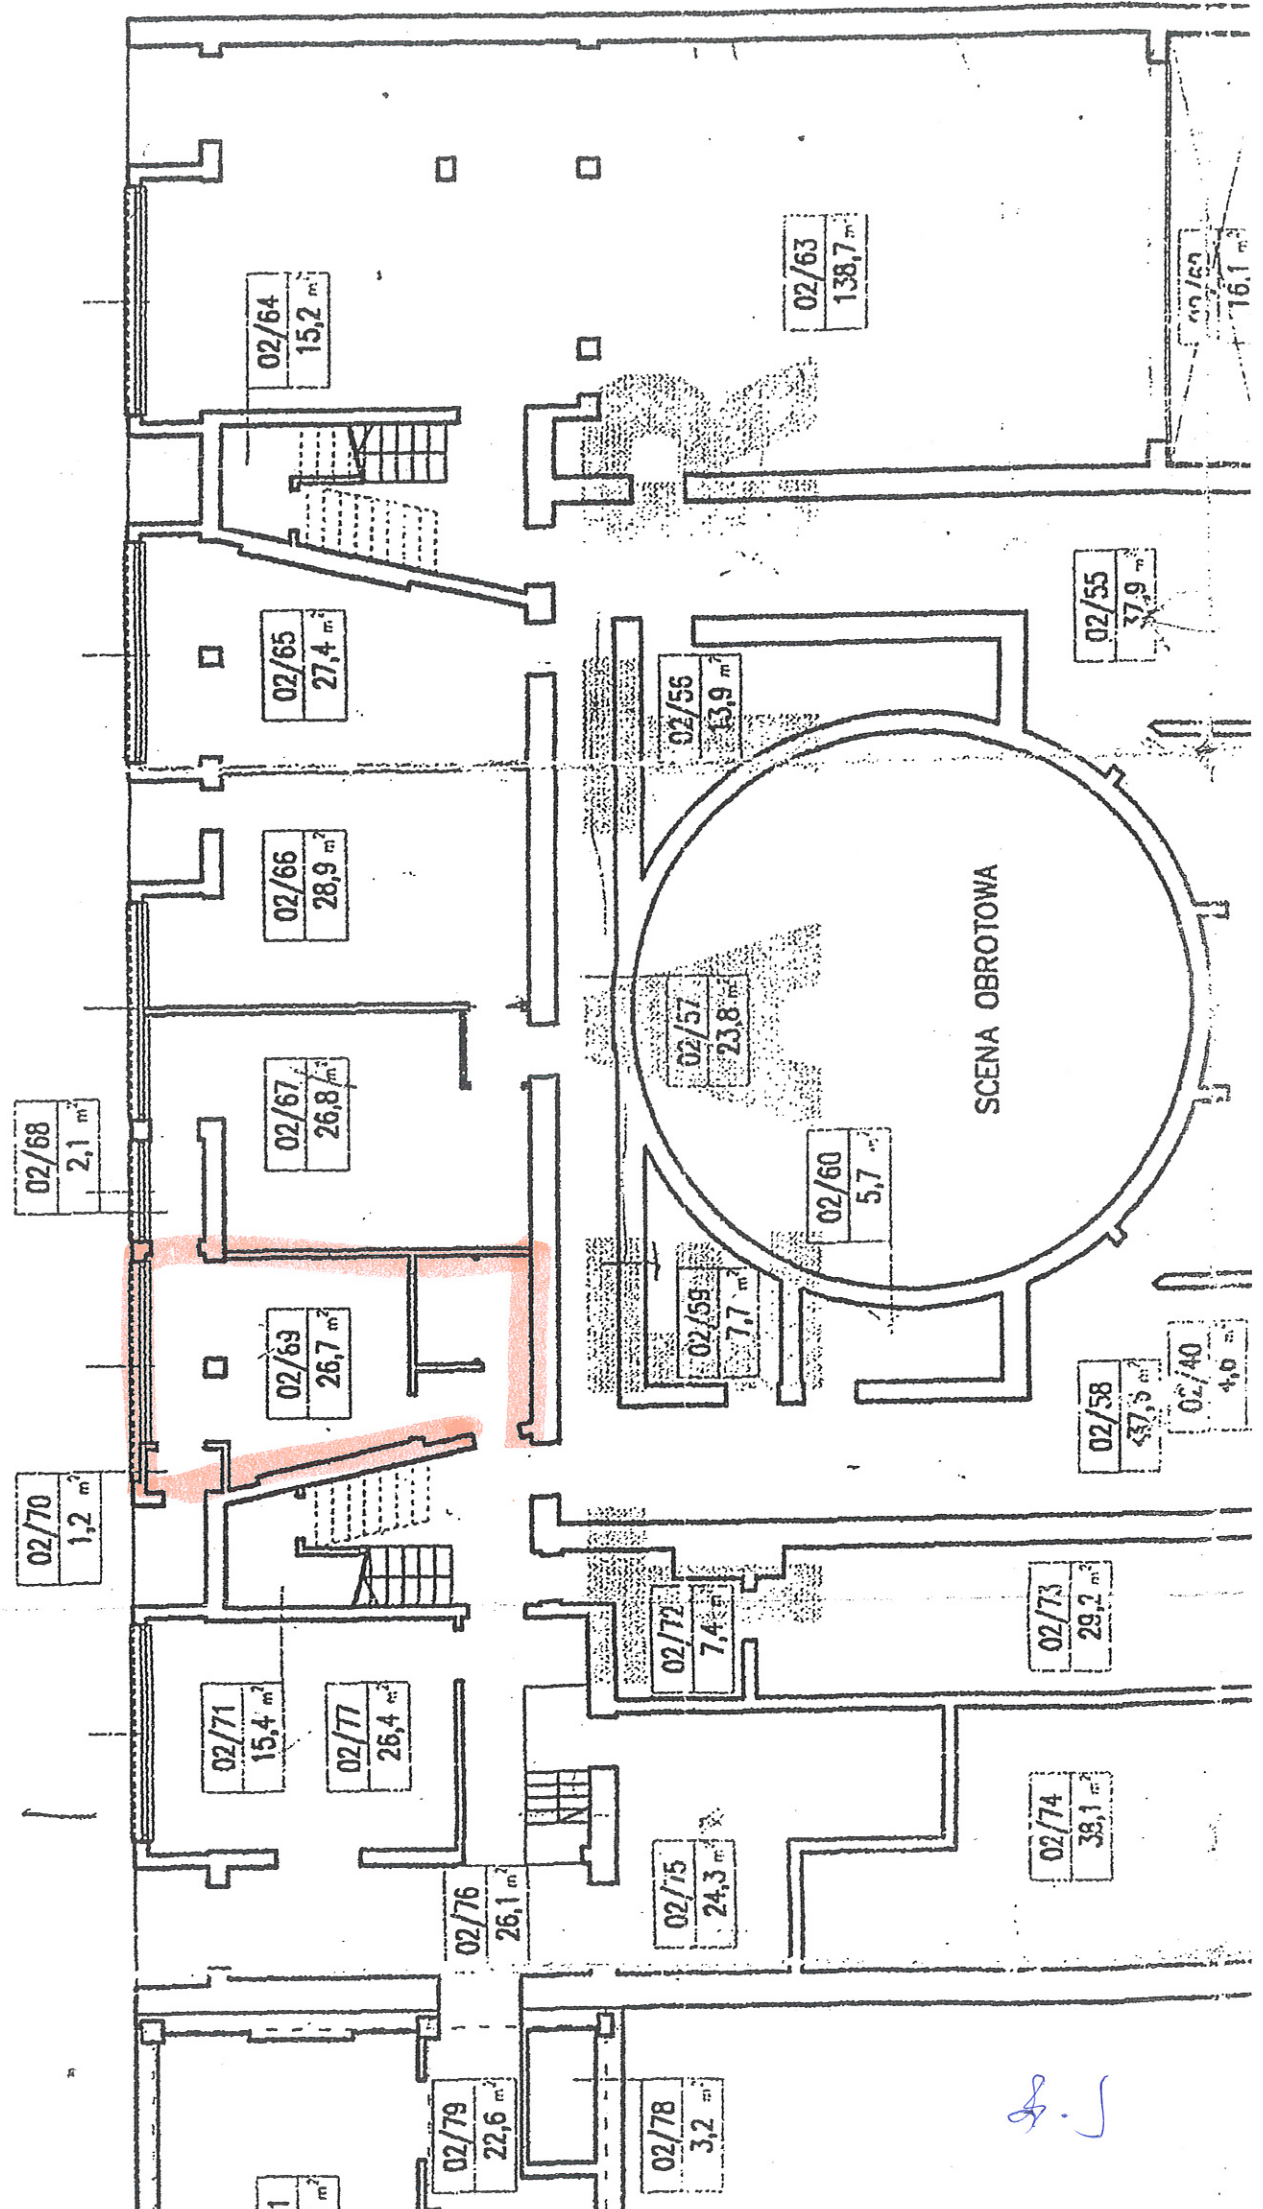 02/64
15,2 m²
02/63
138,7 m²
16,1 m²
02/65
27,4 m²
02/55
37,9 m
02/56
13,9 m²
02/66
28,9 m²
SCENA OBROTOWA
02/57
23,8 m²
02/67
26,8 m²
02/68
2,1 m²
02/60
5,7 m²
02/59
7,7 m²
02/69
26,7 m²
02/58
02/40
02/70
1,2 m²
02/72
7,4 m²
02/73
29,2 m²
02/71
15,4 m²
02/77
26,4 m²
02/74
38,1 m²
02/75
24,3 m²
02/76
26,1 m²
02/79
22,6 m²
02/78
3,2 m²
1
m²